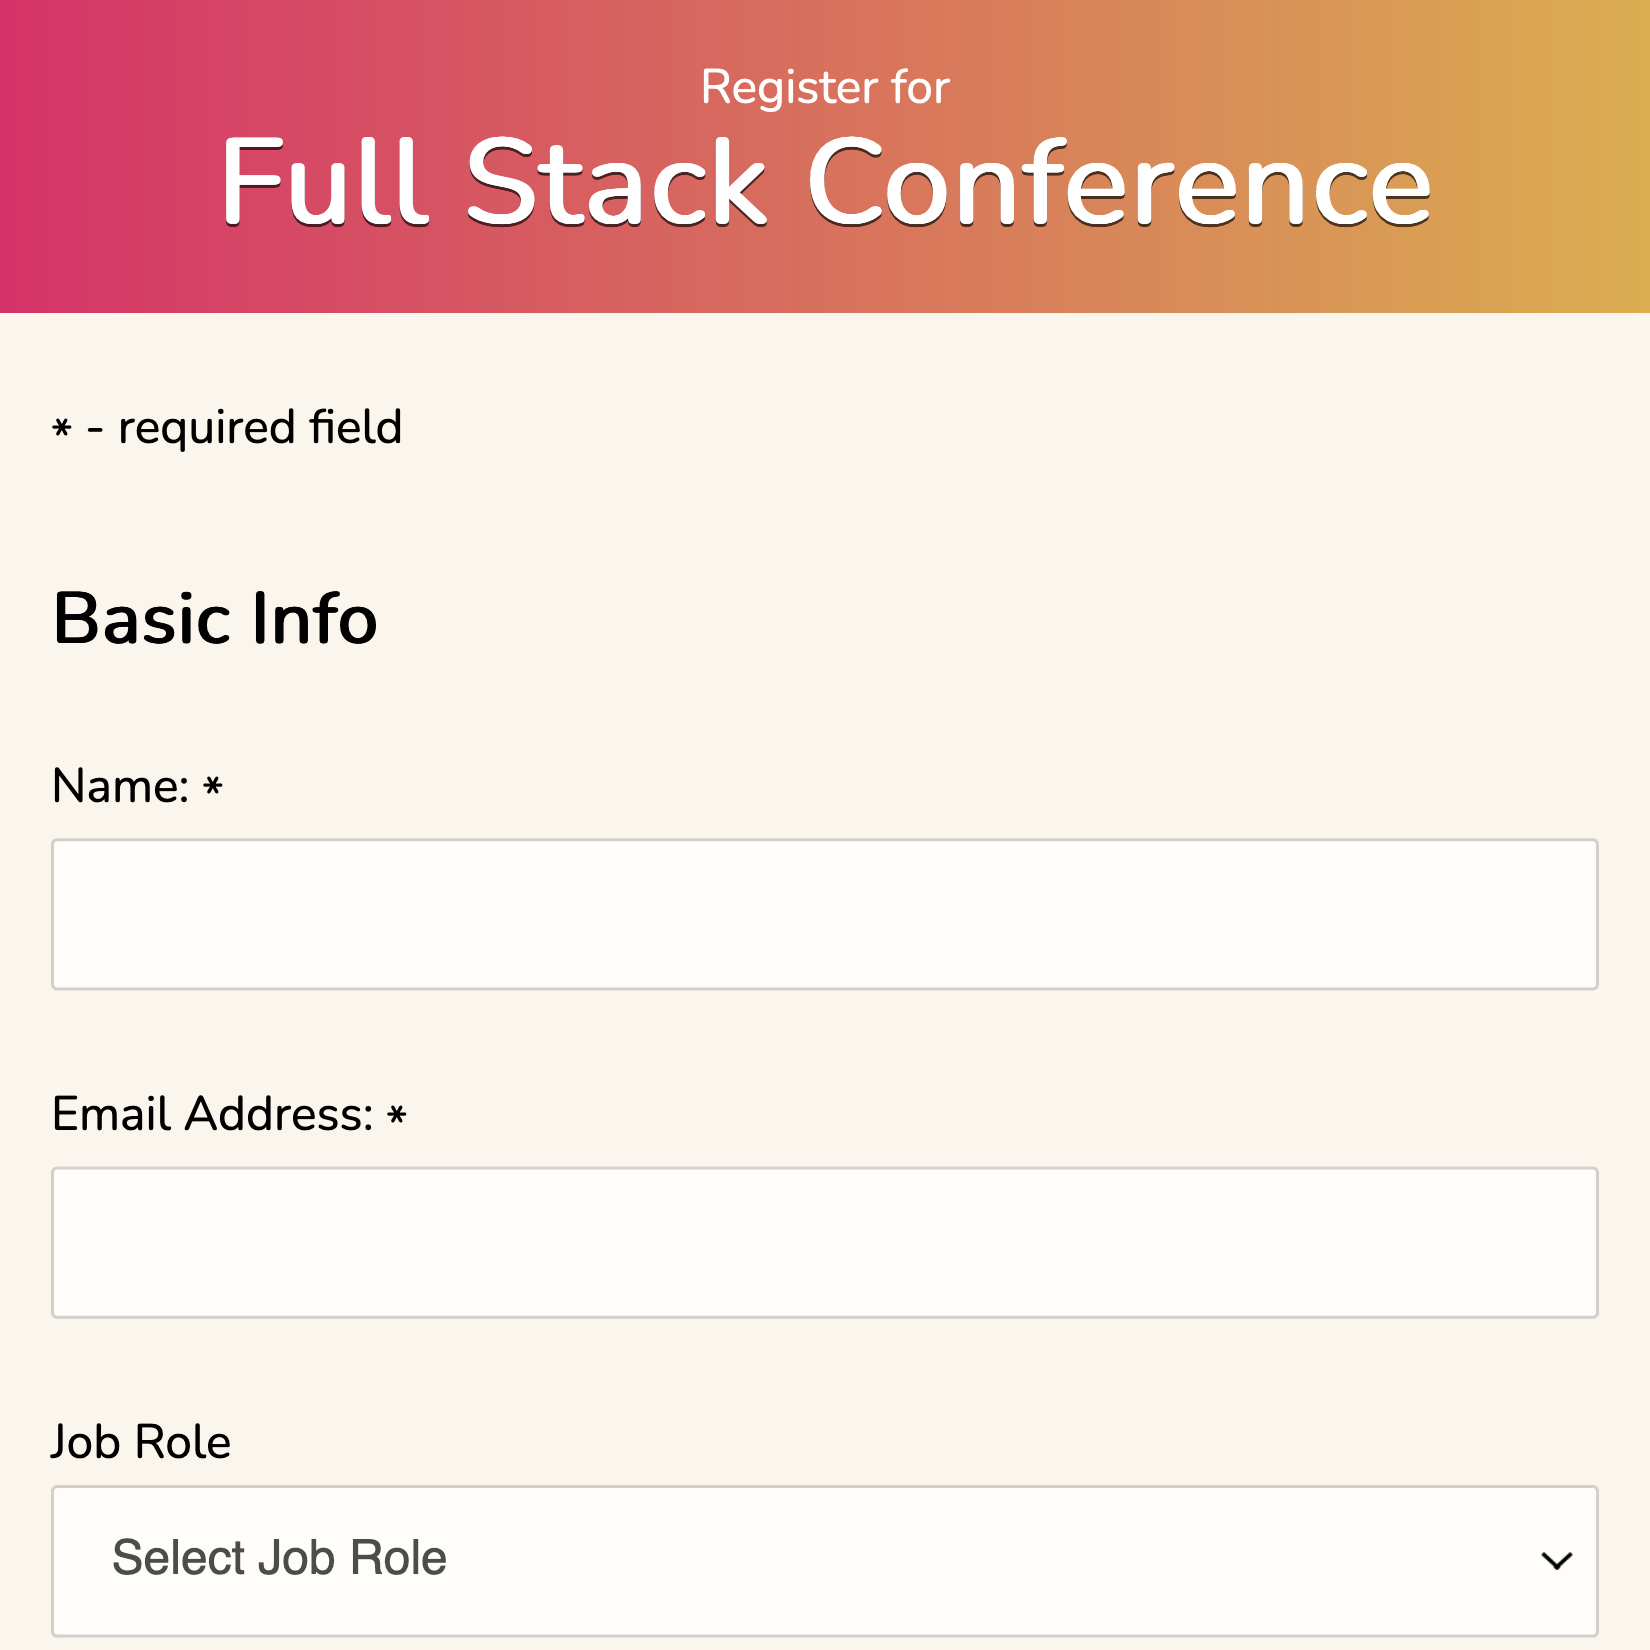 Register for
Full Stack Conference
* - required field
Basic Info
Name: *
Email Address: *
Job Role
Select Job Role